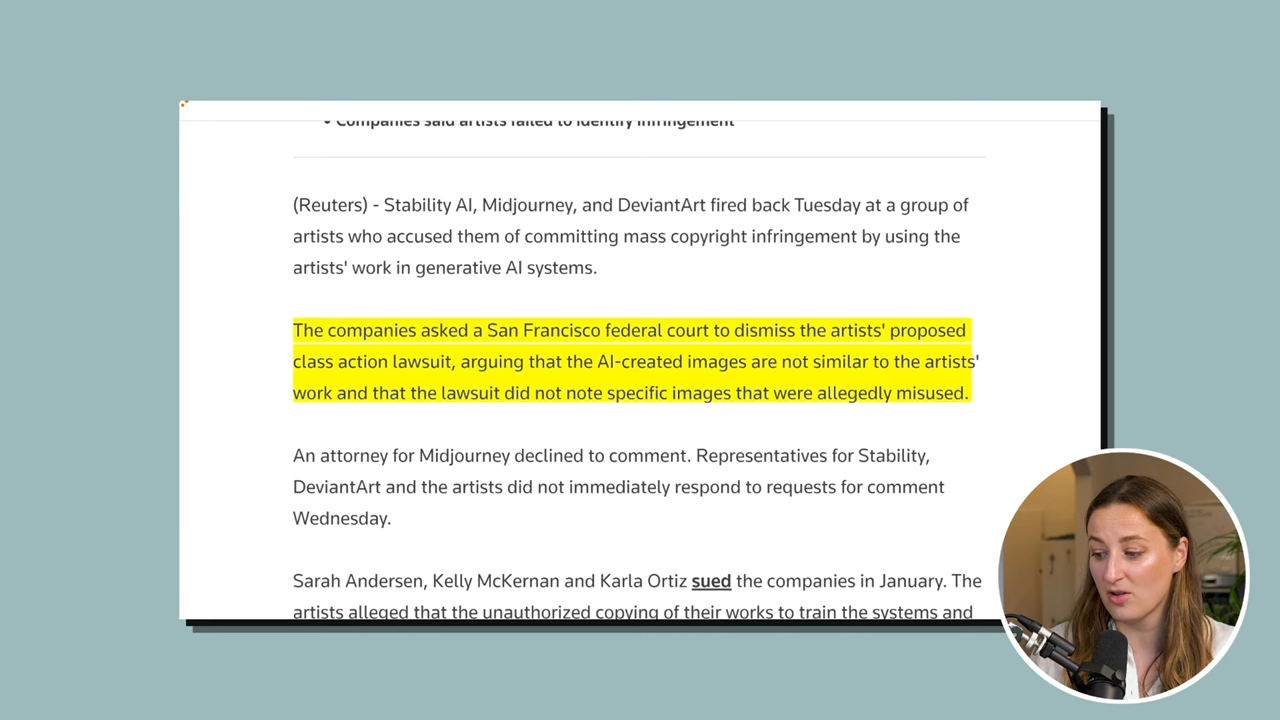 • Companies said artists failed to identify infringement
(Reuters) - Stability AI, Midjourney, and DeviantArt fired back Tuesday at a group of
artists who accused them of committing mass copyright infringement by using the
artists' work in generative AI systems.
The companies asked a San Francisco federal court to dismiss the artists' proposed
class action lawsuit, arguing that the AI-created images are not similar to the artists'
work and that the lawsuit did not note specific images that were allegedly misused.
An attorney for Midjourney declined to comment. Representatives for Stability,
DeviantArt and the artists did not immediately respond to requests for comment
Wednesday.
Sarah Andersen, Kelly McKernan and Karla Ortiz sued the companies in January. The
artists alleged that the unauthorized copying of their works to train the systems and